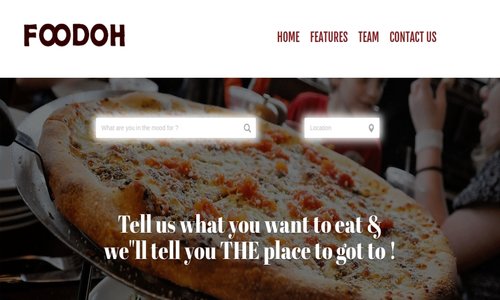 FOODOH
HOME FEATURES TEAM CONTACT US
What are you in the mood for ? Location
Tell us what you want to eat &
we"ll tell you THE place to got to !